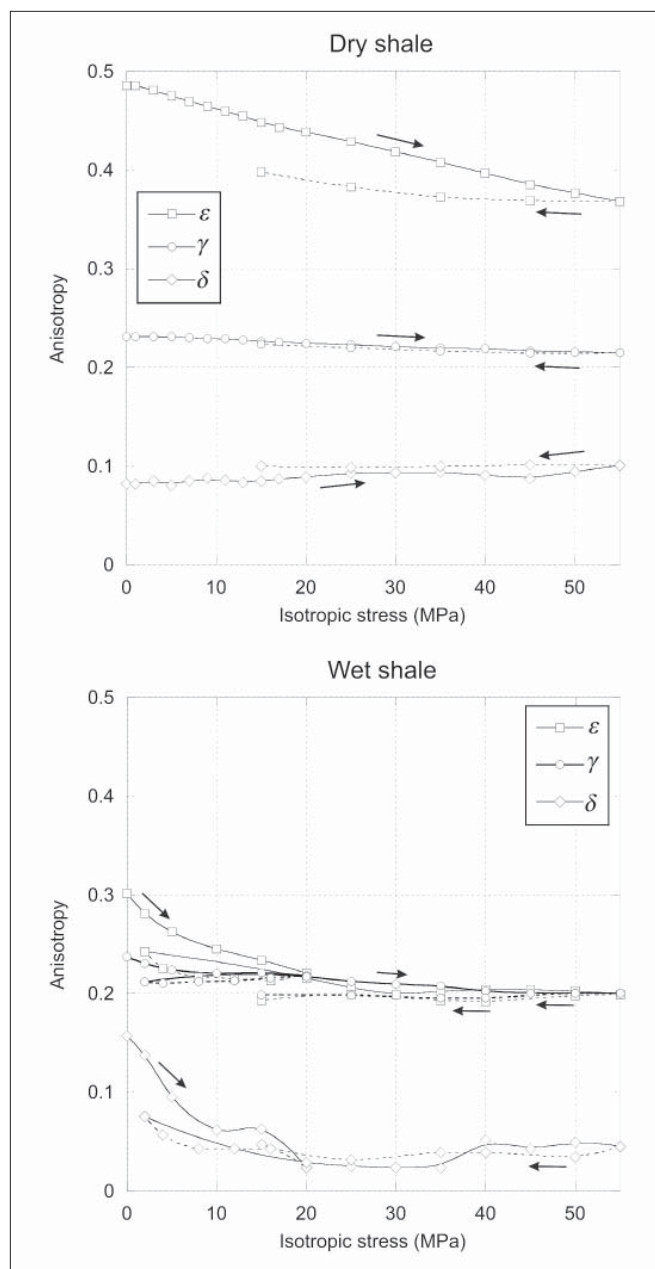 Dry shale
0.5
0.4
0.3
0.2
0.1
0
Anisotropy
ε
γ
δ
0 10 20 30 40 50
Isotropic stress (MPa)
Wet shale
0.5
0.4
0.3
0.2
0.1
0
Anisotropy
ε
γ
δ
0 10 20 30 40 50
Isotropic stress (MPa)